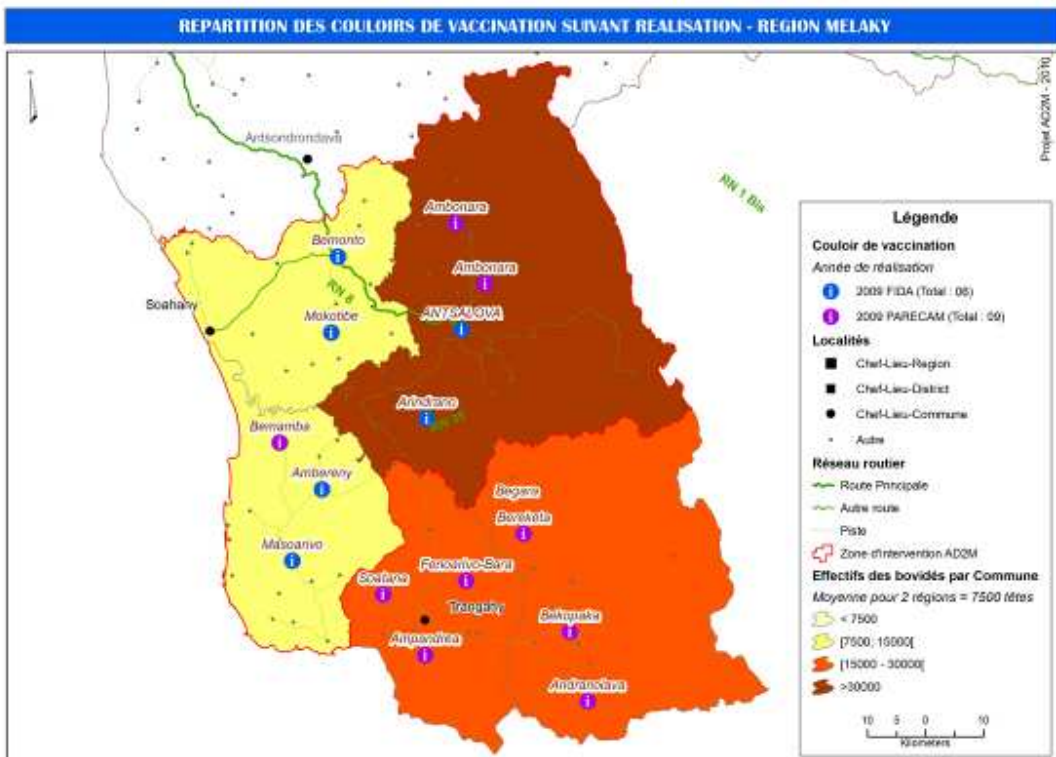 REPARTITION DES COULOIRS DE VACCINATION SUIVANT REALISATION - REGION MELAKY
Projet AD2M - 2010
Antsondrondava
RN 1 Bis
Ambonara
Bemonto
Ambonara
RN 8
Soahany
Mokotibe
ANTSALOVA
Arindrano
Bemamba
Ambereny
Begara
Bereketa
Masoarivo
Ferioarivo-Bara
Soatana
Trangahy
Bekopaka
Ampandrea
Andranolava
Légende
Couloir de vaccination
Année de réalisation
2009 FIDA (Total : 06)
2009 PARECAM (Total : 09)
Localités
Chef-Lieu-Region
Chef-Lieu-District
Chef-Lieu-Commune
Autre
Réseau routier
Route Principale
Autre route
Piste
Zone d'intervention AD2M
Effectifs des bovidés par Commune
Moyenne pour 2 régions = 7500 têtes
< 7500
[7500; 15000[
[15000 - 30000[
>30000
10 5 0 10
Kilometers